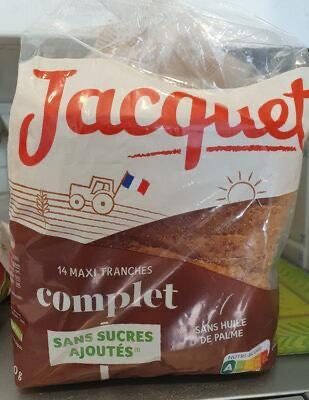 Jacquet
14 MAXI TRANCHES
complet
SANS SUCRES
AJOUTÉS
SANS HUILE
DE PALME
NUTRI-SCORE
A